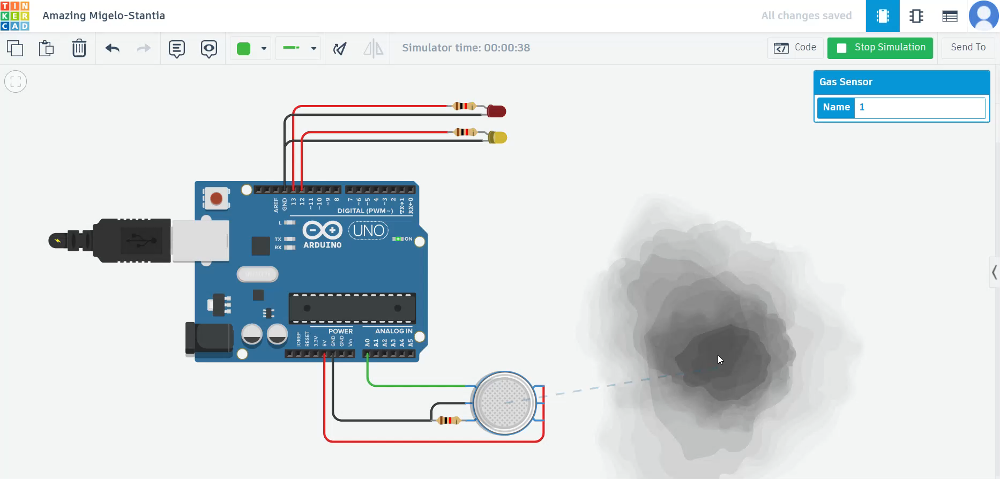 TIN
KER
CAD
Amazing Migelo-Stantia
All changes saved
Simulator time: 00:00:38
Code
Stop Simulation
Send To
Gas Sensor
Name 1
AREF
GND
13
12
~11
~10
~9
8
7
~6
~5
4
~3
2
TX→1
RX←0
DIGITAL (PWM~)
L
TX
RX
ARDUINO
UNO
ON
POWER
ANALOG IN
IOREF
RESET
3.3V
5V
GND
GND
Vin
A0
A1
A2
A3
A4
A5